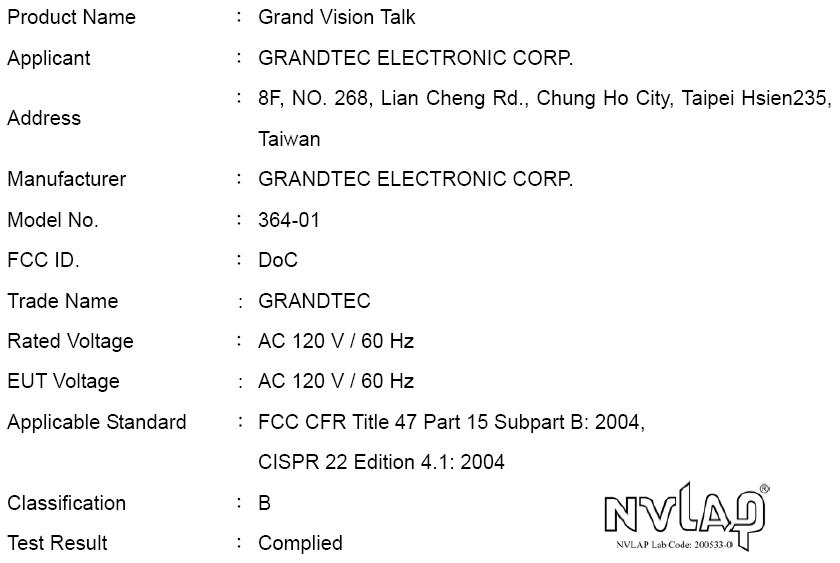 Product Name : Grand Vision Talk
Applicant : GRANDTEC ELECTRONIC CORP.
Address : 8F, NO. 268, Lian Cheng Rd., Chung Ho City, Taipei Hsien235,
Taiwan
Manufacturer : GRANDTEC ELECTRONIC CORP.
Model No. : 364-01
FCC ID. : DoC
Trade Name : GRANDTEC
Rated Voltage : AC 120 V / 60 Hz
EUT Voltage : AC 120 V / 60 Hz
Applicable Standard : FCC CFR Title 47 Part 15 Subpart B: 2004,
CISPR 22 Edition 4.1: 2004
Classification : B
Test Result : Complied
NVLAP®
NVLAP Lab Code: 200533-0